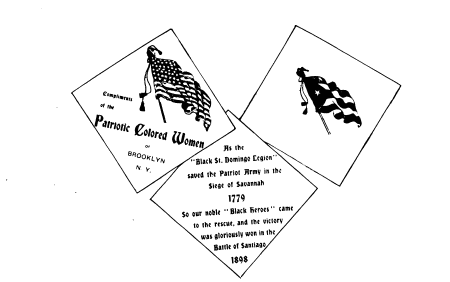 Compliments
of the
Patriotic Colored Women
OF
BROOKLYN
N. Y.
As the
"Black St. Domingo Legion"
saved the Patriot Army in the
Siege of Savannah
1779
So our noble "Black Heroes" came
to the rescue, and the victory
was gloriously won in the
Battle of Santiago
1898